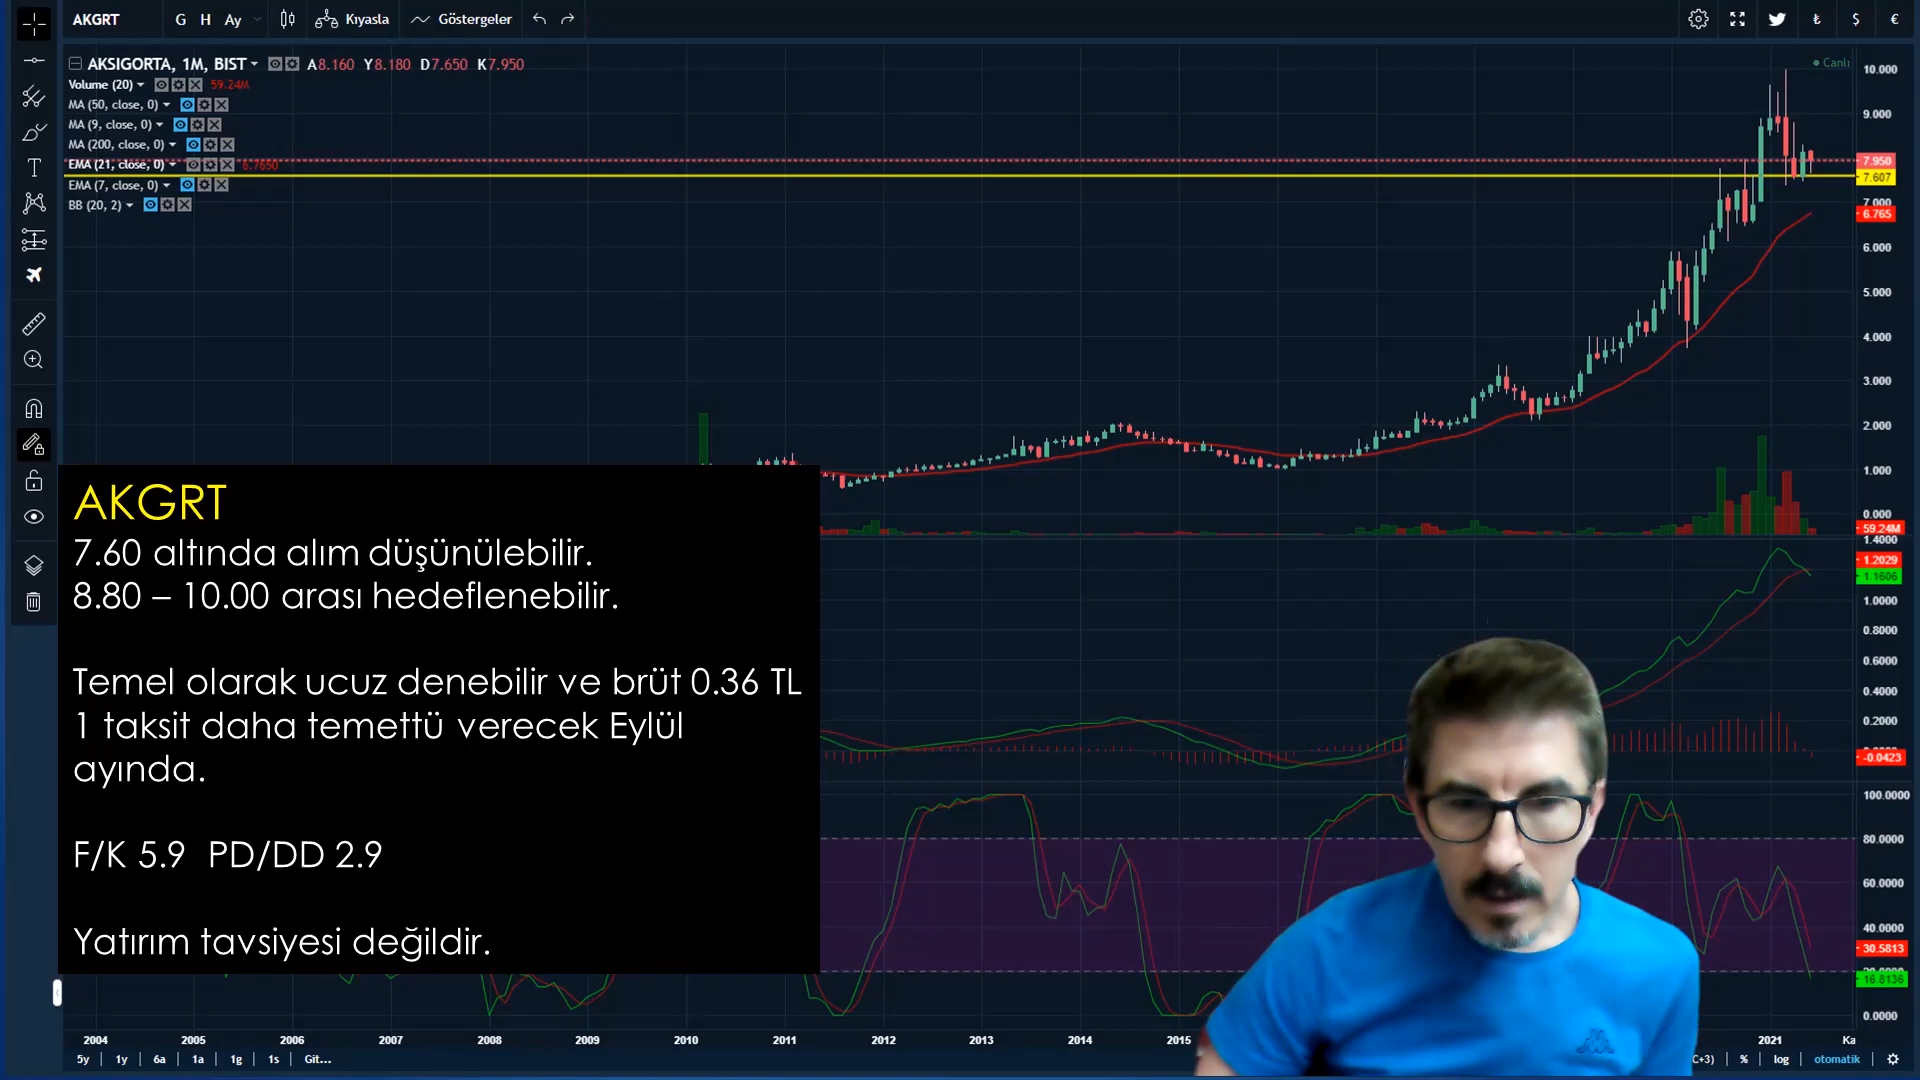 AKGRT
G H Ay
Kıyasla
Göstergeler
₺ $ €
AKSIGORTA, 1M, BIST A8.160 Y8.180 D7.650 K7.950
Canlı
Volume (20) 59.24M
MA (50, close, 0)
MA (9, close, 0)
MA (200, close, 0)
EMA (21, close, 0) 6.7650
EMA (7, close, 0)
BB (20, 2)
10.000
9.000
7.950
7.607
7.000
6.765
6.000
5.000
4.000
3.000
2.000
1.000
0.000
59.24M
1.4000
1.2029
1.1606
1.0000
0.8000
0.6000
0.4000
0.2000
-0.0423
100.0000
80.0000
60.0000
40.0000
30.5813
16.8136
0.0000
AKGRT
7.60 altında alım düşünülebilir.
8.80 – 10.00 arası hedeflenebilir.
Temel olarak ucuz denebilir ve brüt 0.36 TL
1 taksit daha temettü verecek Eylül
ayında.
F/K 5.9 PD/DD 2.9
Yatırım tavsiyesi değildir.
2004 2005 2006 2007 2008 2009 2010 2011 2012 2013 2014 2015 2021 Ka
5y 1y 6a 1a 1g 1s Git... C+3) % log otomatik